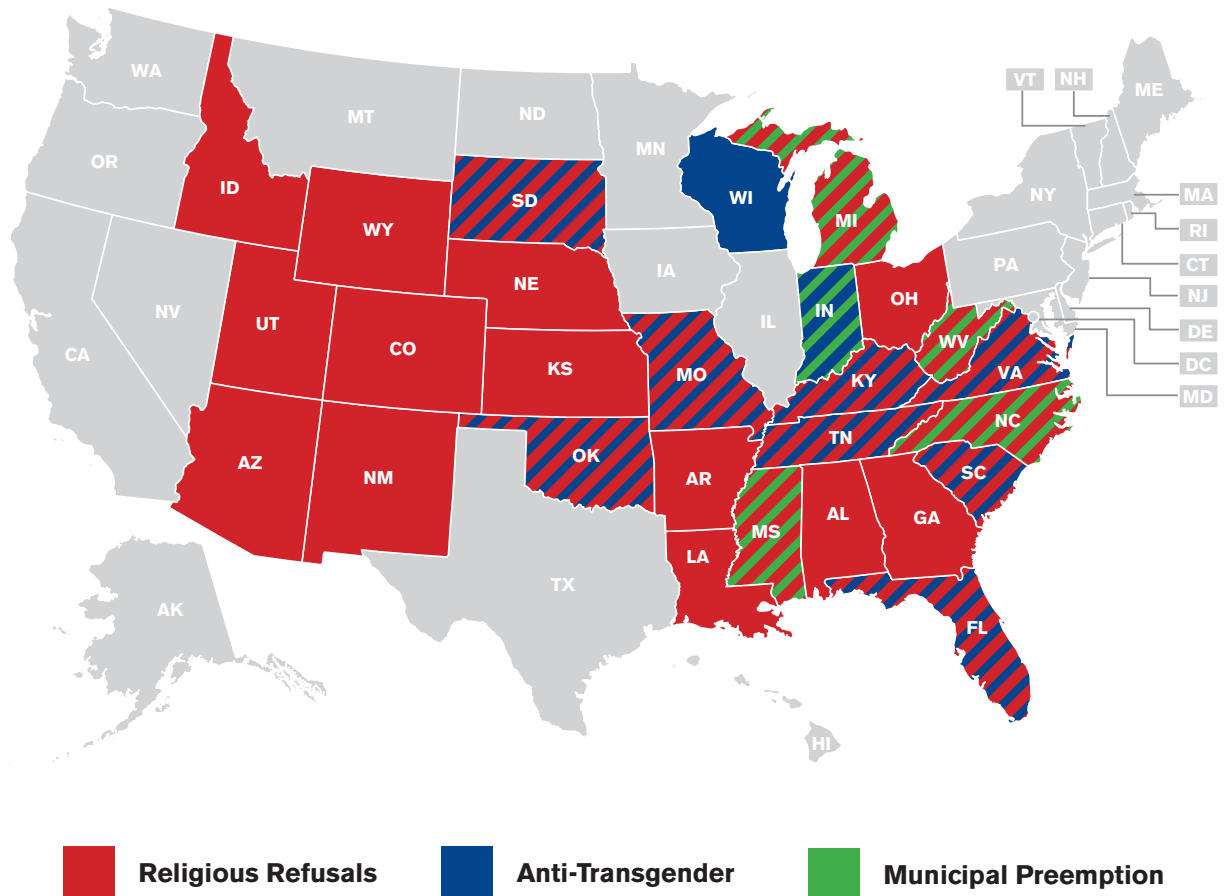 WA
MT
ND
MN
VT
NH
ME
OR
ID
WY
SD
WI
MI
NY
MA
RI
CT
NJ
DE
DC
MD
NV
UT
CO
NE
IA
IL
IN
OH
PA
WV
VA
CA
KS
MO
KY
AZ
NM
OK
AR
TN
NC
SC
TX
LA
MS
AL
GA
FL
AK
HI
Religious Refusals
Anti-Transgender
Municipal Preemption